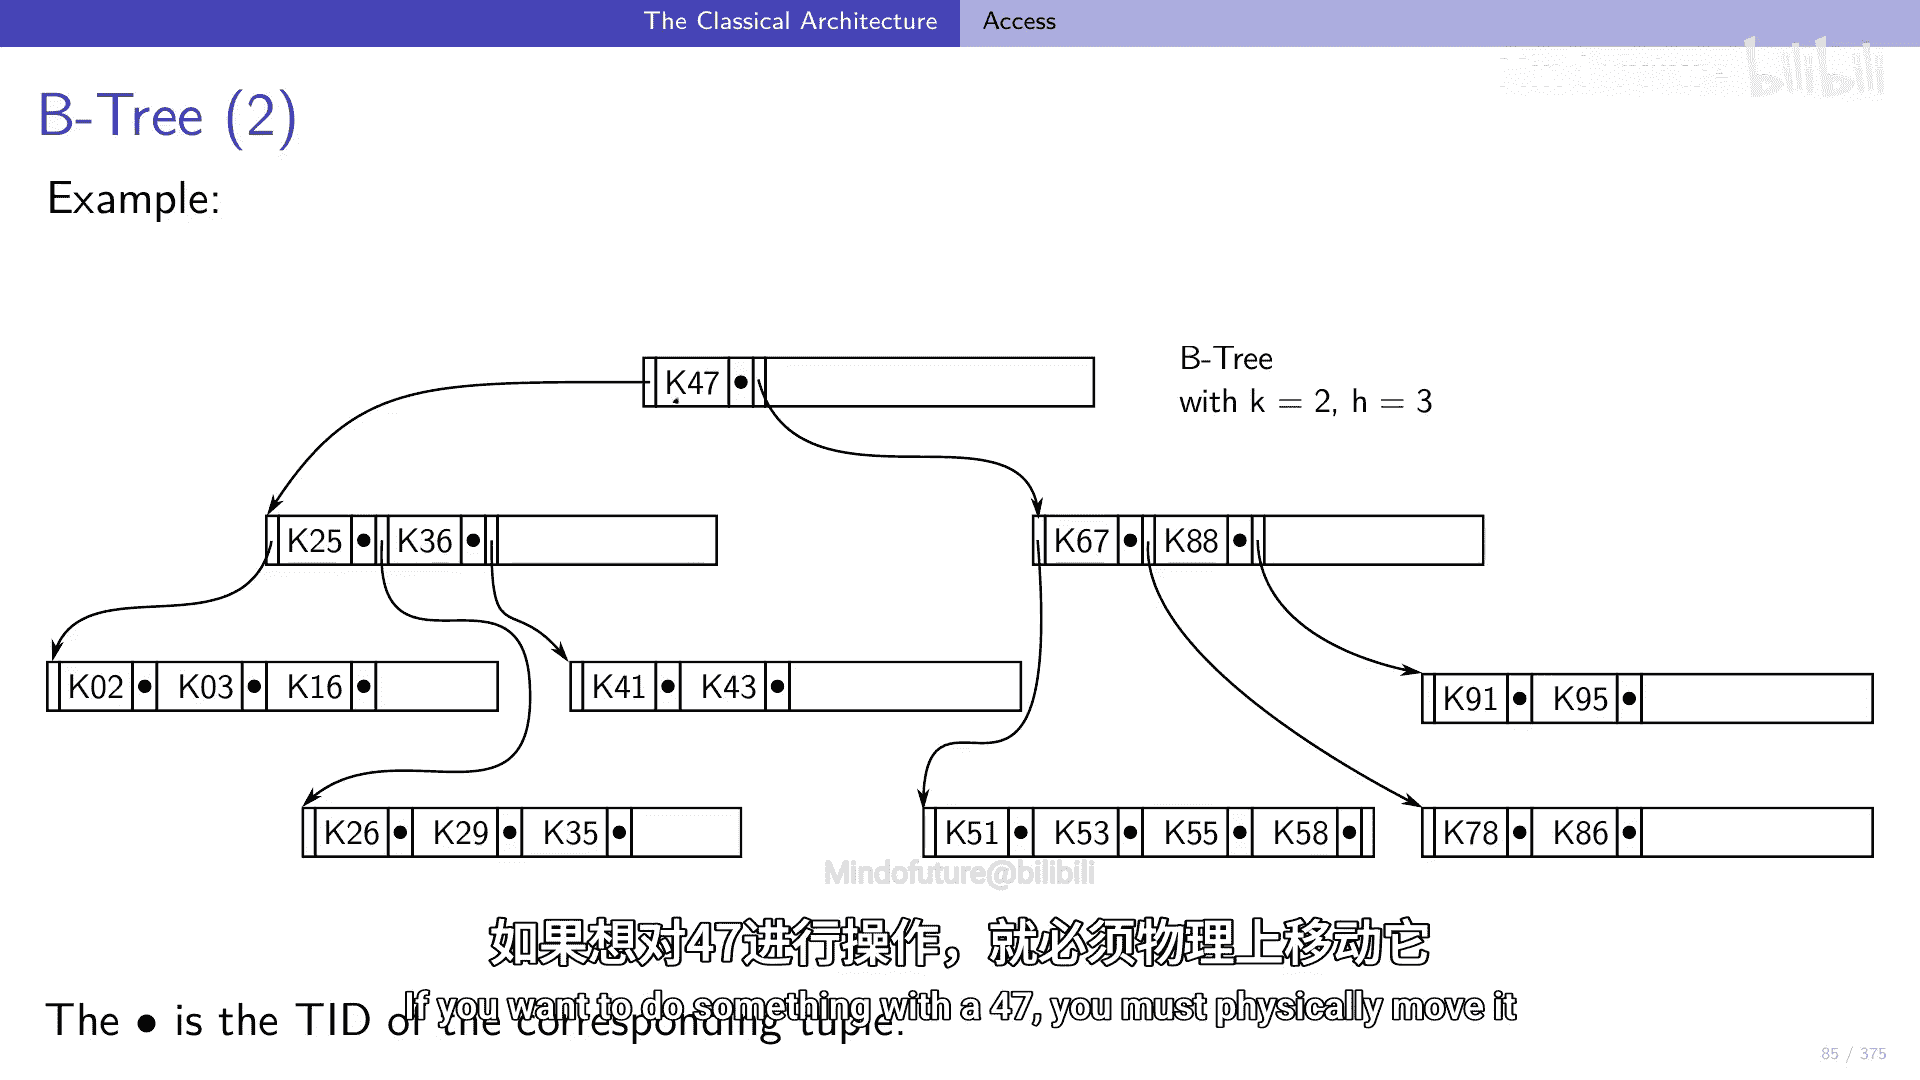 The Classical Architecture Access
bilibili
B-Tree (2)
Example:
B-Tree
with k = 2, h = 3
K47
K25 K36
K67 K88
K02 K03 K16
K41 K43
K91 K95
K26 K29 K35
K51 K53 K55 K58
K78 K86
Mindofuture@bilibili
如果想对47进行操作，就必须物理上移动它
If you want to do something with a 47, you must physically move it
The • is the TID of the corresponding tuple.
85 / 375